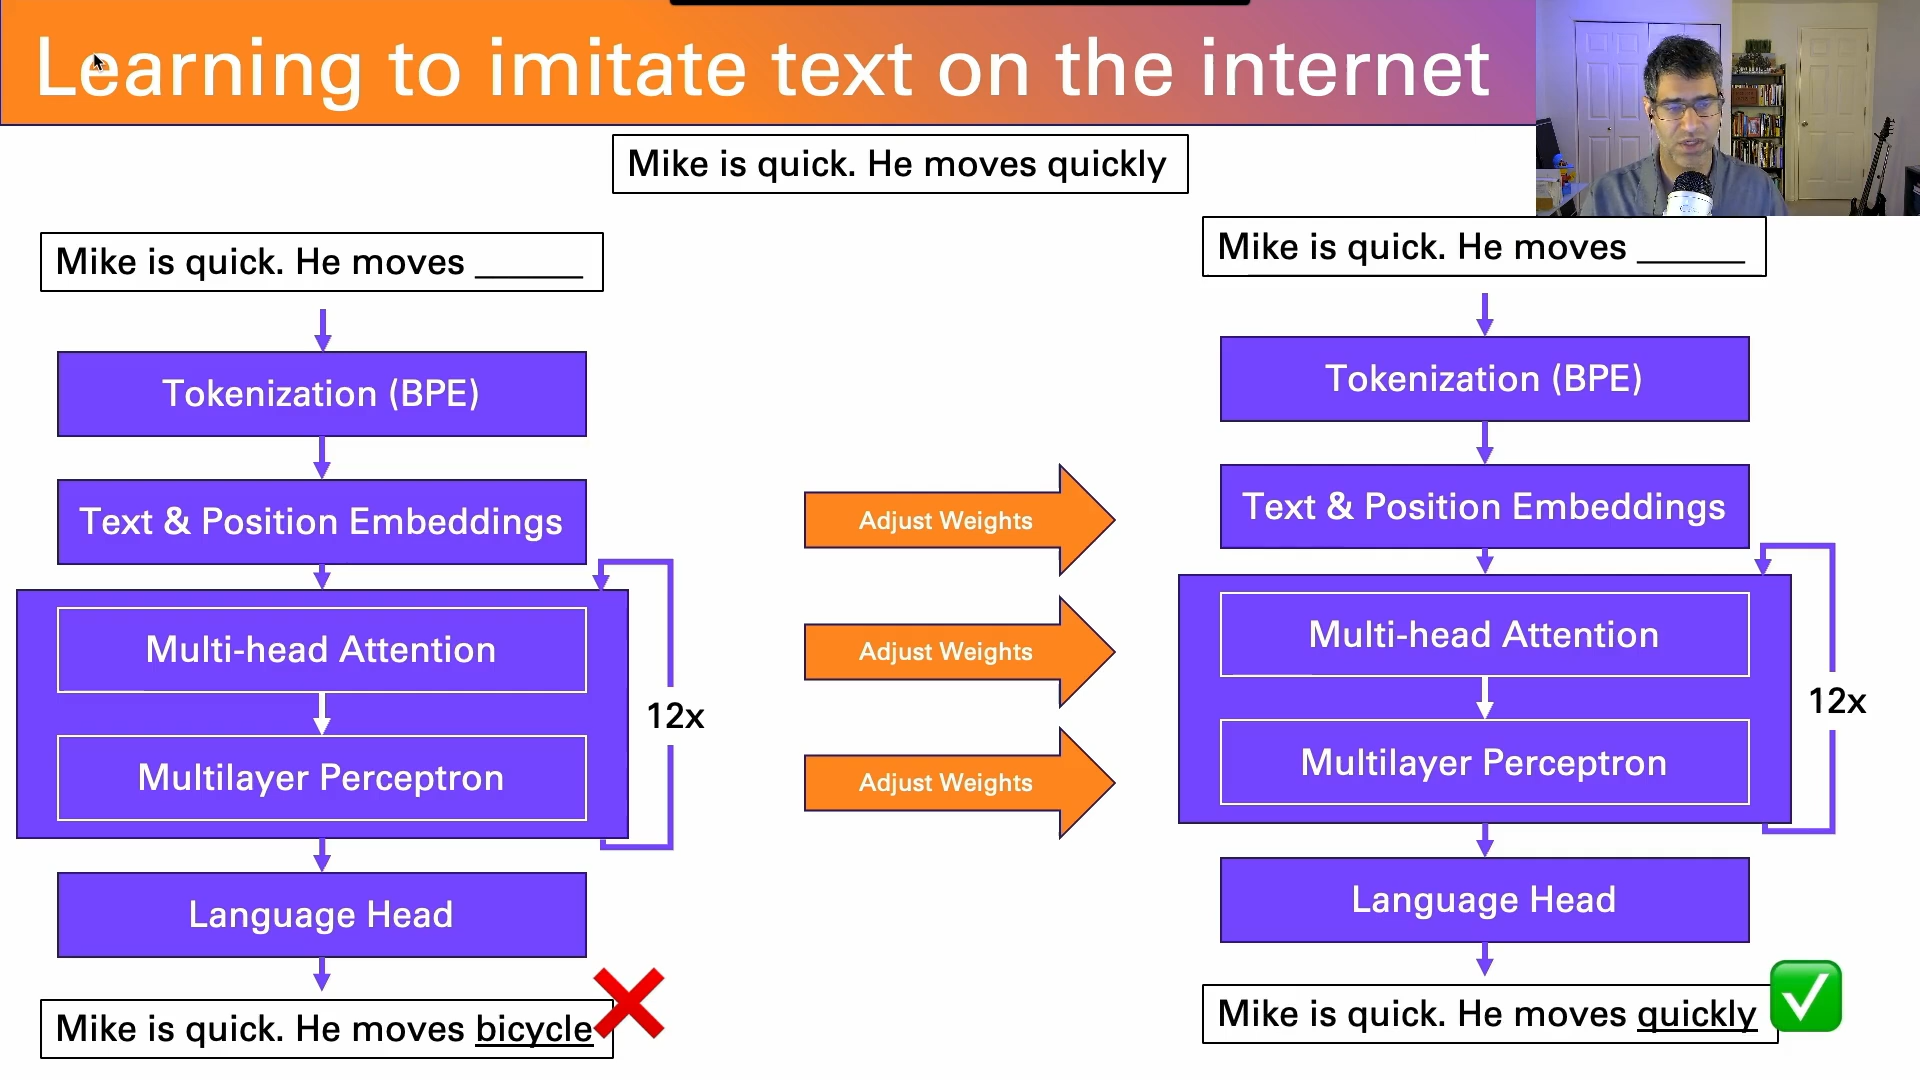 Learning to imitate text on the internet
Mike is quick. He moves quickly
Mike is quick. He moves ______
Tokenization (BPE)
Text & Position Embeddings
Multi-head Attention
Multilayer Perceptron
12x
Language Head
Mike is quick. He moves bicycle
Adjust Weights
Adjust Weights
Adjust Weights
Mike is quick. He moves ______
Tokenization (BPE)
Text & Position Embeddings
Multi-head Attention
Multilayer Perceptron
12x
Language Head
Mike is quick. He moves quickly